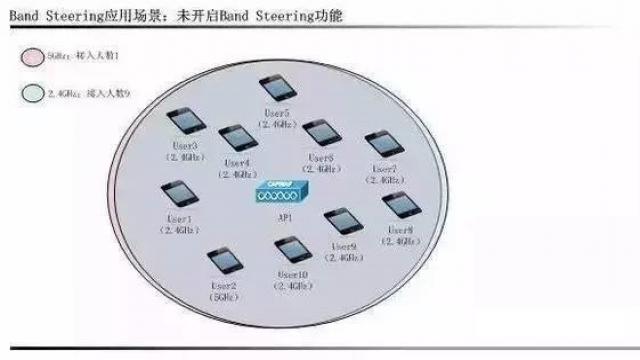 Band Steering应用场景：未开启Band Steering功能
5GHz：接入人数1
2.4GHz：接入人数9
User5
(2.4GHz)
User3
(2.4GHz)
User4
(2.4GHz)
User6
(2.4GHz)
User7
(2.4GHz)
CAPWAP
AP1
User1
(2.4GHz)
User9
(2.4GHz)
User8
(2.4GHz)
User2
(5GHz)
User10
(2.4GHz)